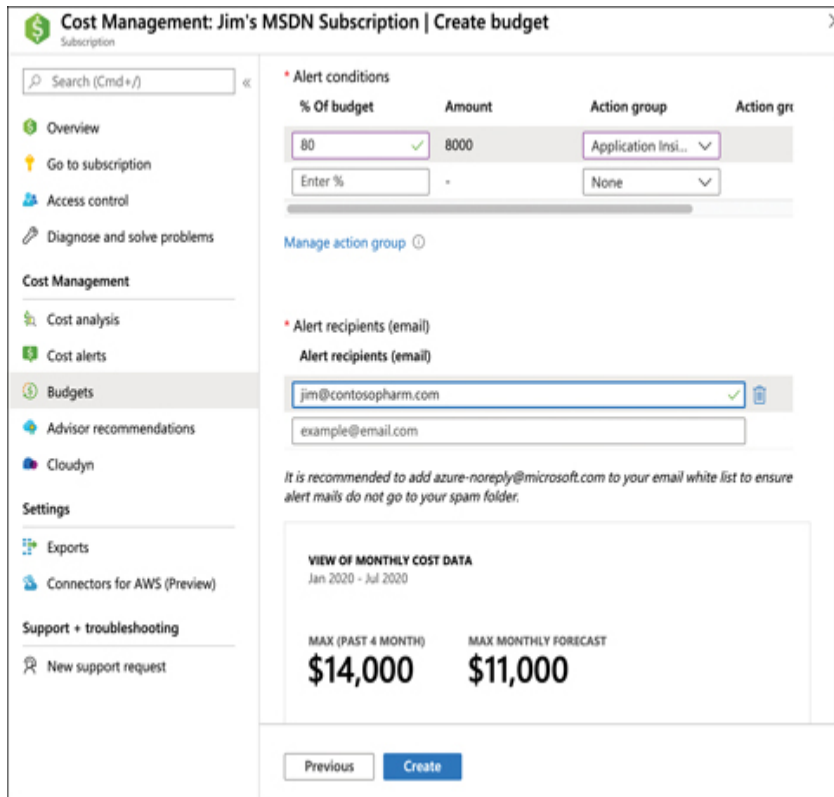 Cost Management: Jim's MSDN Subscription | Create budget
Subscription
Search (Cmd+/)
Overview
Go to subscription
Access control
Diagnose and solve problems
Cost Management
Cost analysis
Cost alerts
Budgets
Advisor recommendations
Cloudyn
Settings
Exports
Connectors for AWS (Preview)
Support + troubleshooting
New support request
* Alert conditions
% Of budget Amount Action group Action gro
80 8000 Application Insi...
Enter % - None
Manage action group
* Alert recipients (email)
Alert recipients (email)
jim@contosopharm.com
example@email.com
It is recommended to add azure-noreply@microsoft.com to your email white list to ensure
alert mails do not go to your spam folder.
VIEW OF MONTHLY COST DATA
Jan 2020 - Jul 2020
MAX (PAST 4 MONTH) MAX MONTHLY FORECAST
$14,000 $11,000
Previous Create